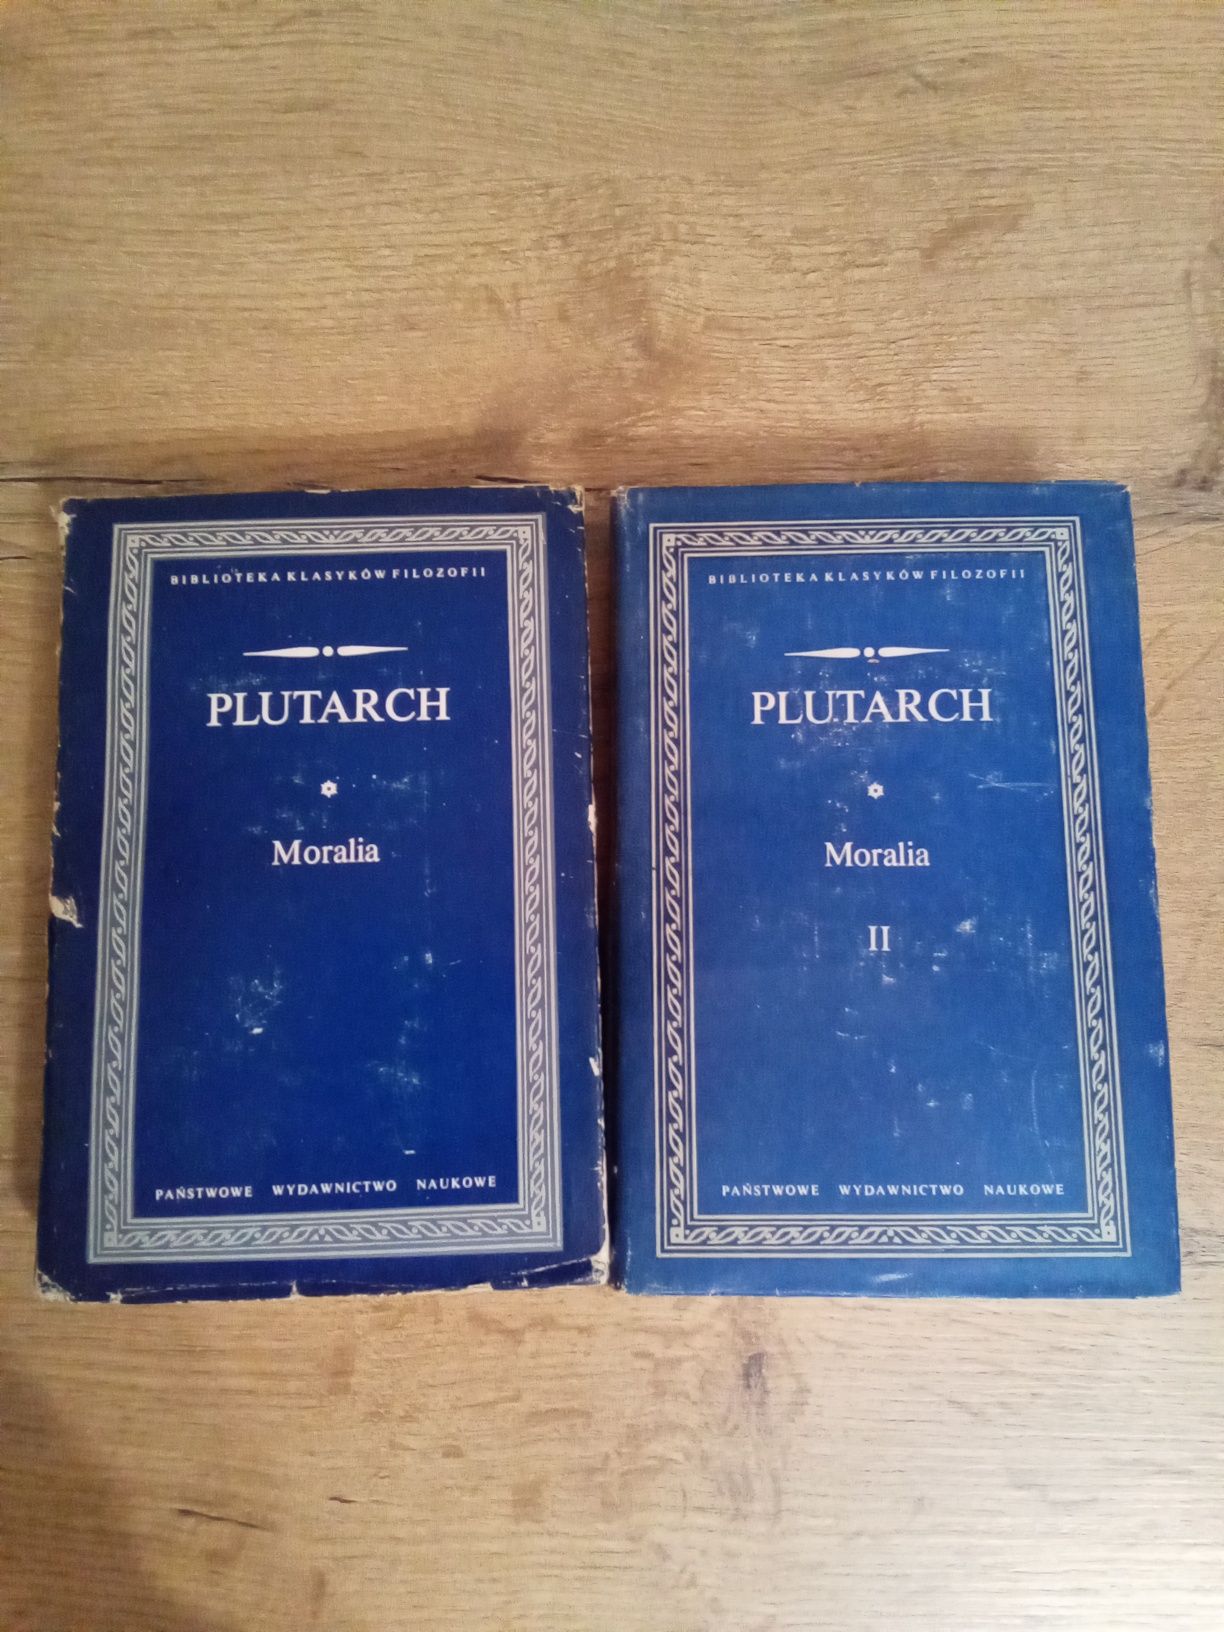 BIBLIOTEKA KLASYKÓW FILOZOFII
PLUTARCH
Moralia
PAŃSTWOWE WYDAWNICTWO NAUKOWE
BIBLIOTEKA KLASYKÓW FILOZOFII
PLUTARCH
Moralia
II
PAŃSTWOWE WYDAWNICTWO NAUKOWE